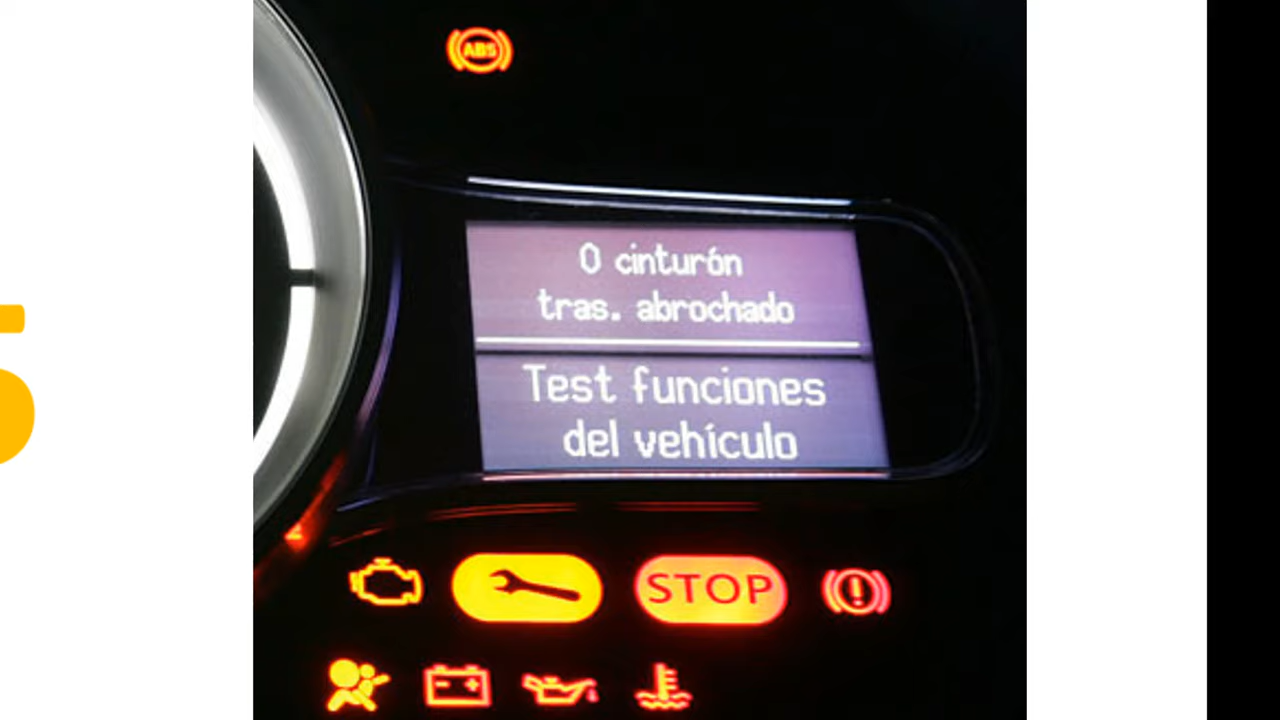 ABS
0 cinturón
tras. abrochado
Test funciones
del vehículo
STOP